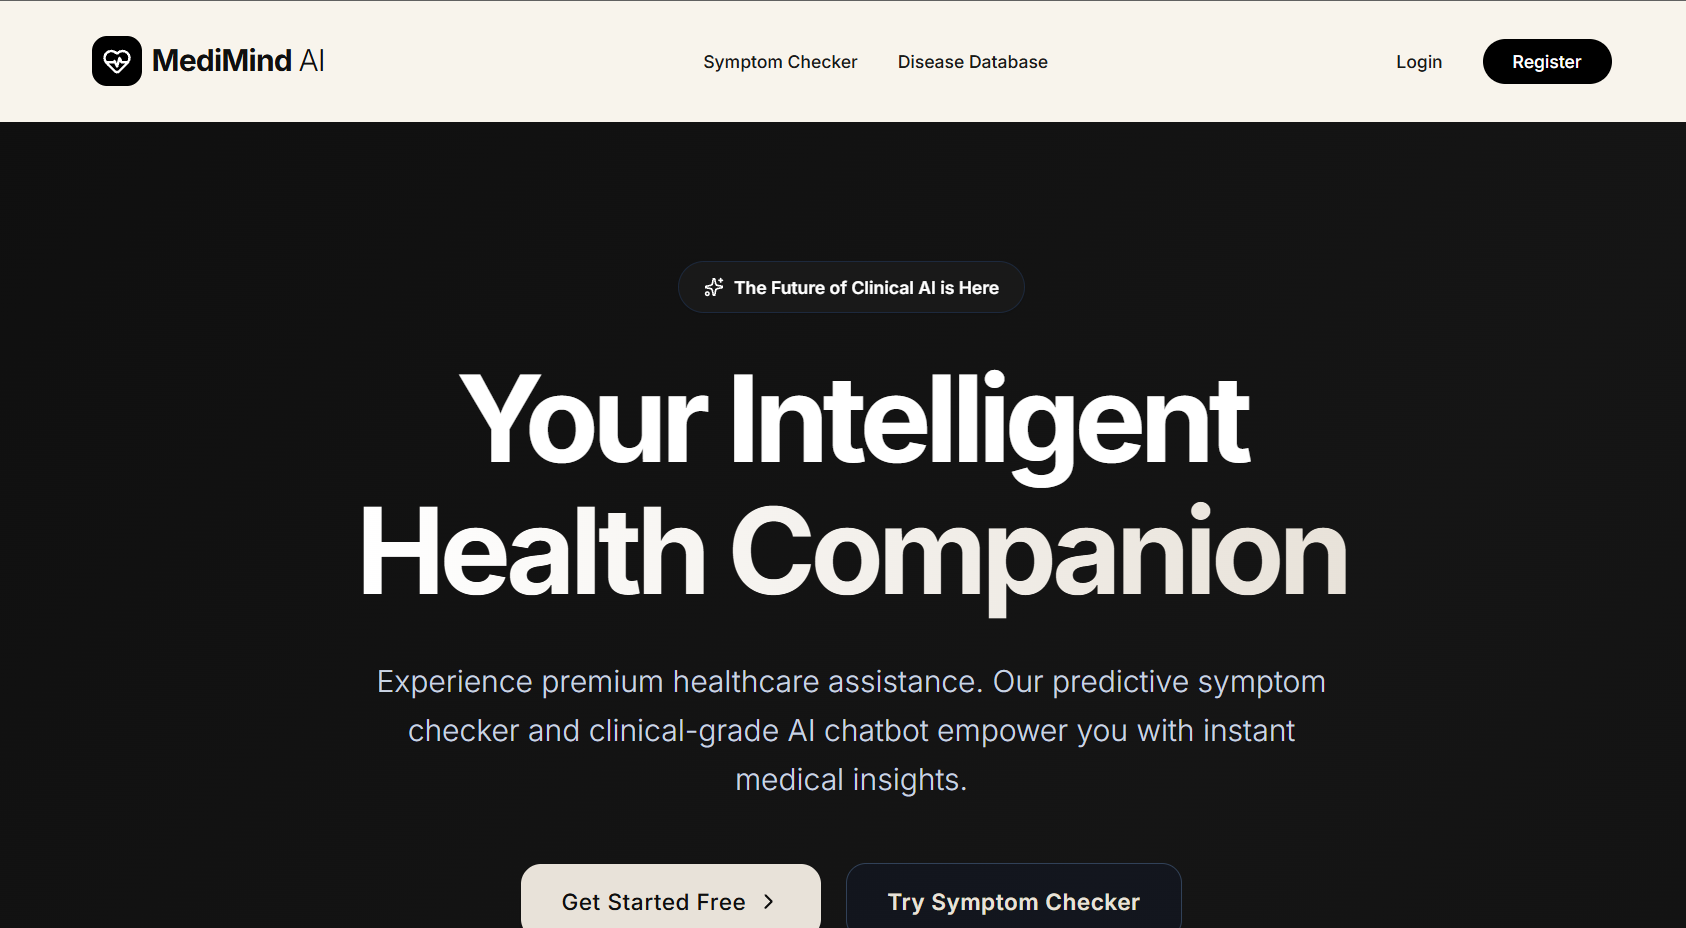 MediMind AI
Symptom Checker
Disease Database
Login
Register
The Future of Clinical AI is Here
Your Intelligent
Health Companion
Experience premium healthcare assistance. Our predictive symptom
checker and clinical-grade AI chatbot empower you with instant
medical insights.
Get Started Free
Try Symptom Checker